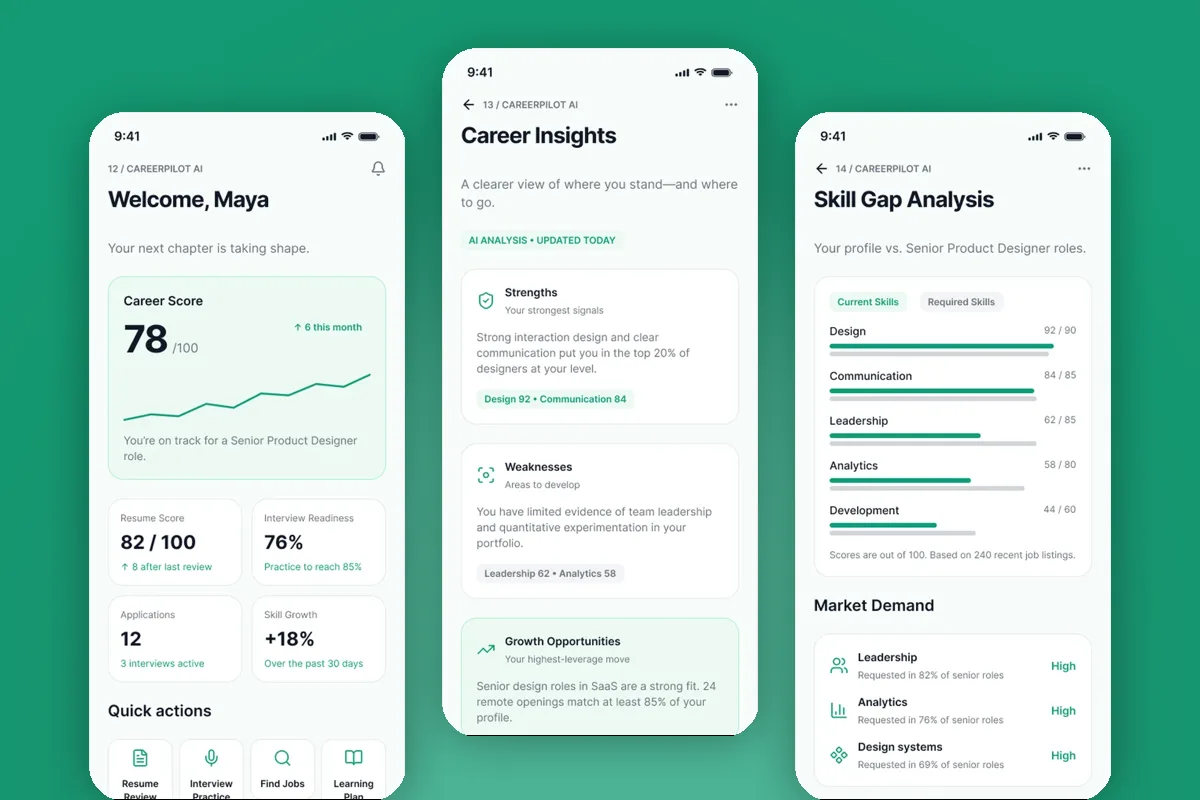 9:41
12 / CAREERPILOT AI
Welcome, Maya
Your next chapter is taking shape.
Career Score
78 /100
↑ 6 this month
You're on track for a Senior Product Designer
role.
Resume Score
82 / 100
↑ 8 after last review
Interview Readiness
76%
Practice to reach 85%
Applications
12
3 interviews active
Skill Growth
+18%
Over the past 30 days
Quick actions
Resume
Review
Interview
Practice
Find Jobs
Learning
Plan
9:41
13 / CAREERPILOT AI
Career Insights
A clearer view of where you stand—and where
to go.
AI ANALYSIS • UPDATED TODAY
Strengths
Your strongest signals
Strong interaction design and clear
communication put you in the top 20% of
designers at your level.
Design 92 • Communication 84
Weaknesses
Areas to develop
You have limited evidence of team leadership
and quantitative experimentation in your
portfolio.
Leadership 62 • Analytics 58
Growth Opportunities
Your highest-leverage move
Senior design roles in SaaS are a strong fit. 24
remote openings match at least 85% of your
profile.
9:41
14 / CAREERPILOT AI
Skill Gap Analysis
Your profile vs. Senior Product Designer roles.
Current Skills
Required Skills
Design
92 / 90
Communication
84 / 85
Leadership
62 / 85
Analytics
58 / 80
Development
44 / 60
Scores are out of 100. Based on 240 recent job listings.
Market Demand
Leadership
Requested in 82% of senior roles
High
Analytics
Requested in 76% of senior roles
High
Design systems
Requested in 69% of senior roles
High